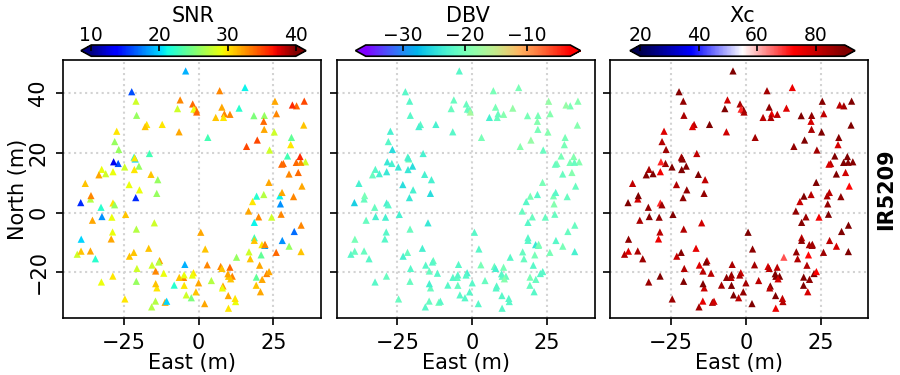 SNR DBV Xc
10 20 30 40 −30 −20 −10 20 40 60 80
North (m)
40
20
0
−20
IR5209
−25 0 25 −25 0 25 −25 0 25
East (m) East (m) East (m)